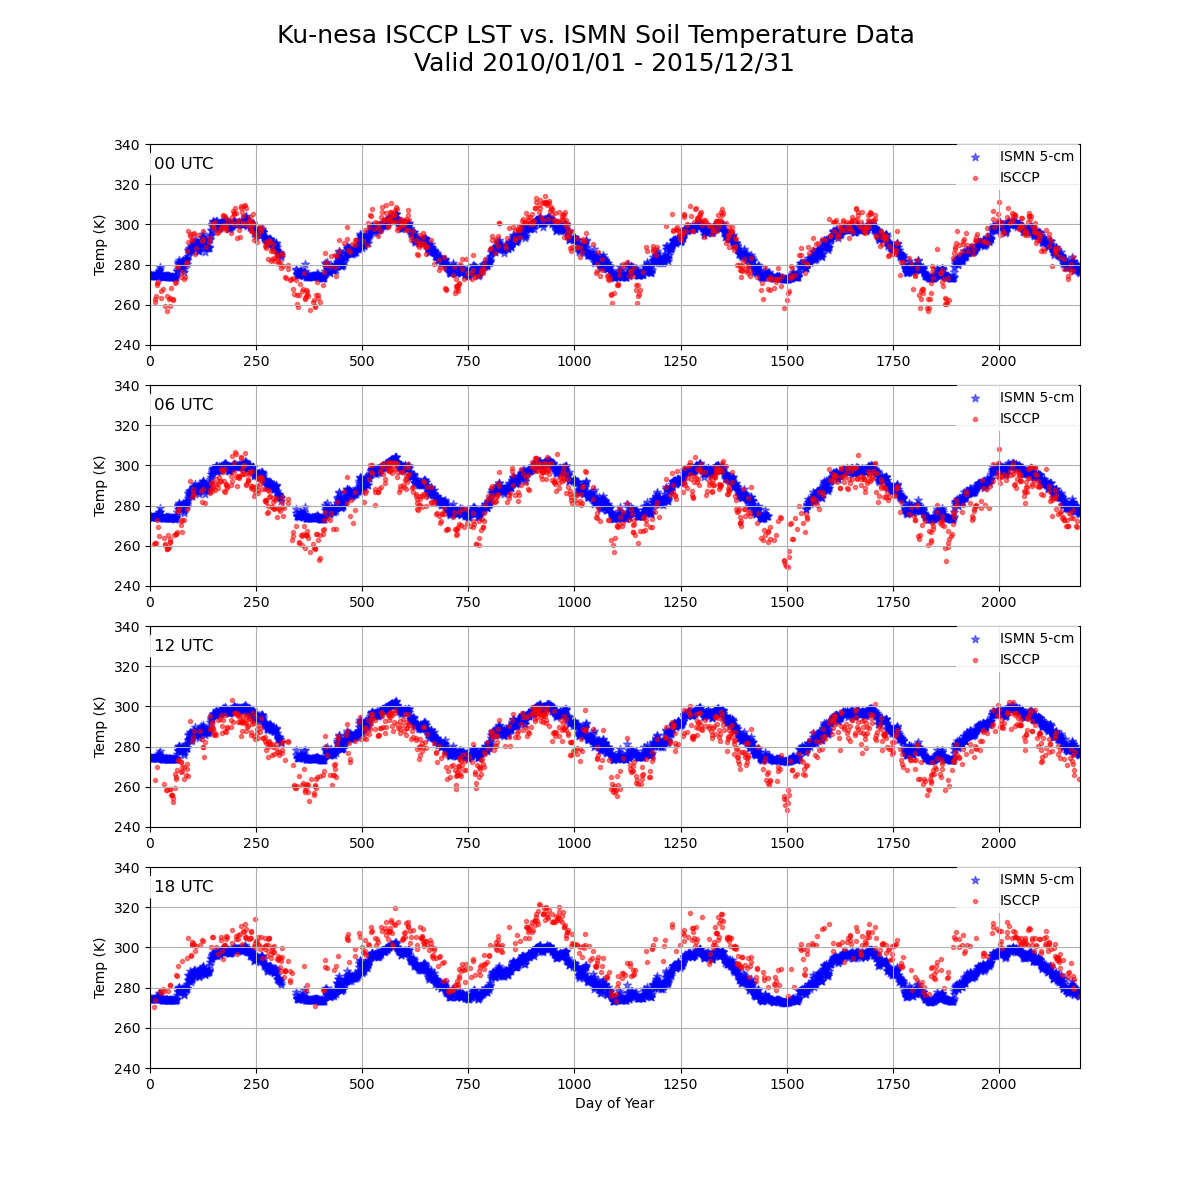 Ku-nesa ISCCP LST vs. ISMN Soil Temperature Data
Valid 2010/01/01 - 2015/12/31
340
320
300
280
260
240
Temp (K)
00 UTC
ISMN 5-cm
ISCCP
0 250 500 750 1000 1250 1500 1750 2000
340
320
300
280
260
240
Temp (K)
06 UTC
ISMN 5-cm
ISCCP
0 250 500 750 1000 1250 1500 1750 2000
340
320
300
280
260
240
Temp (K)
12 UTC
ISMN 5-cm
ISCCP
0 250 500 750 1000 1250 1500 1750 2000
340
320
300
280
260
240
Temp (K)
18 UTC
ISMN 5-cm
ISCCP
0 250 500 750 1000 1250 1500 1750 2000
Day of Year